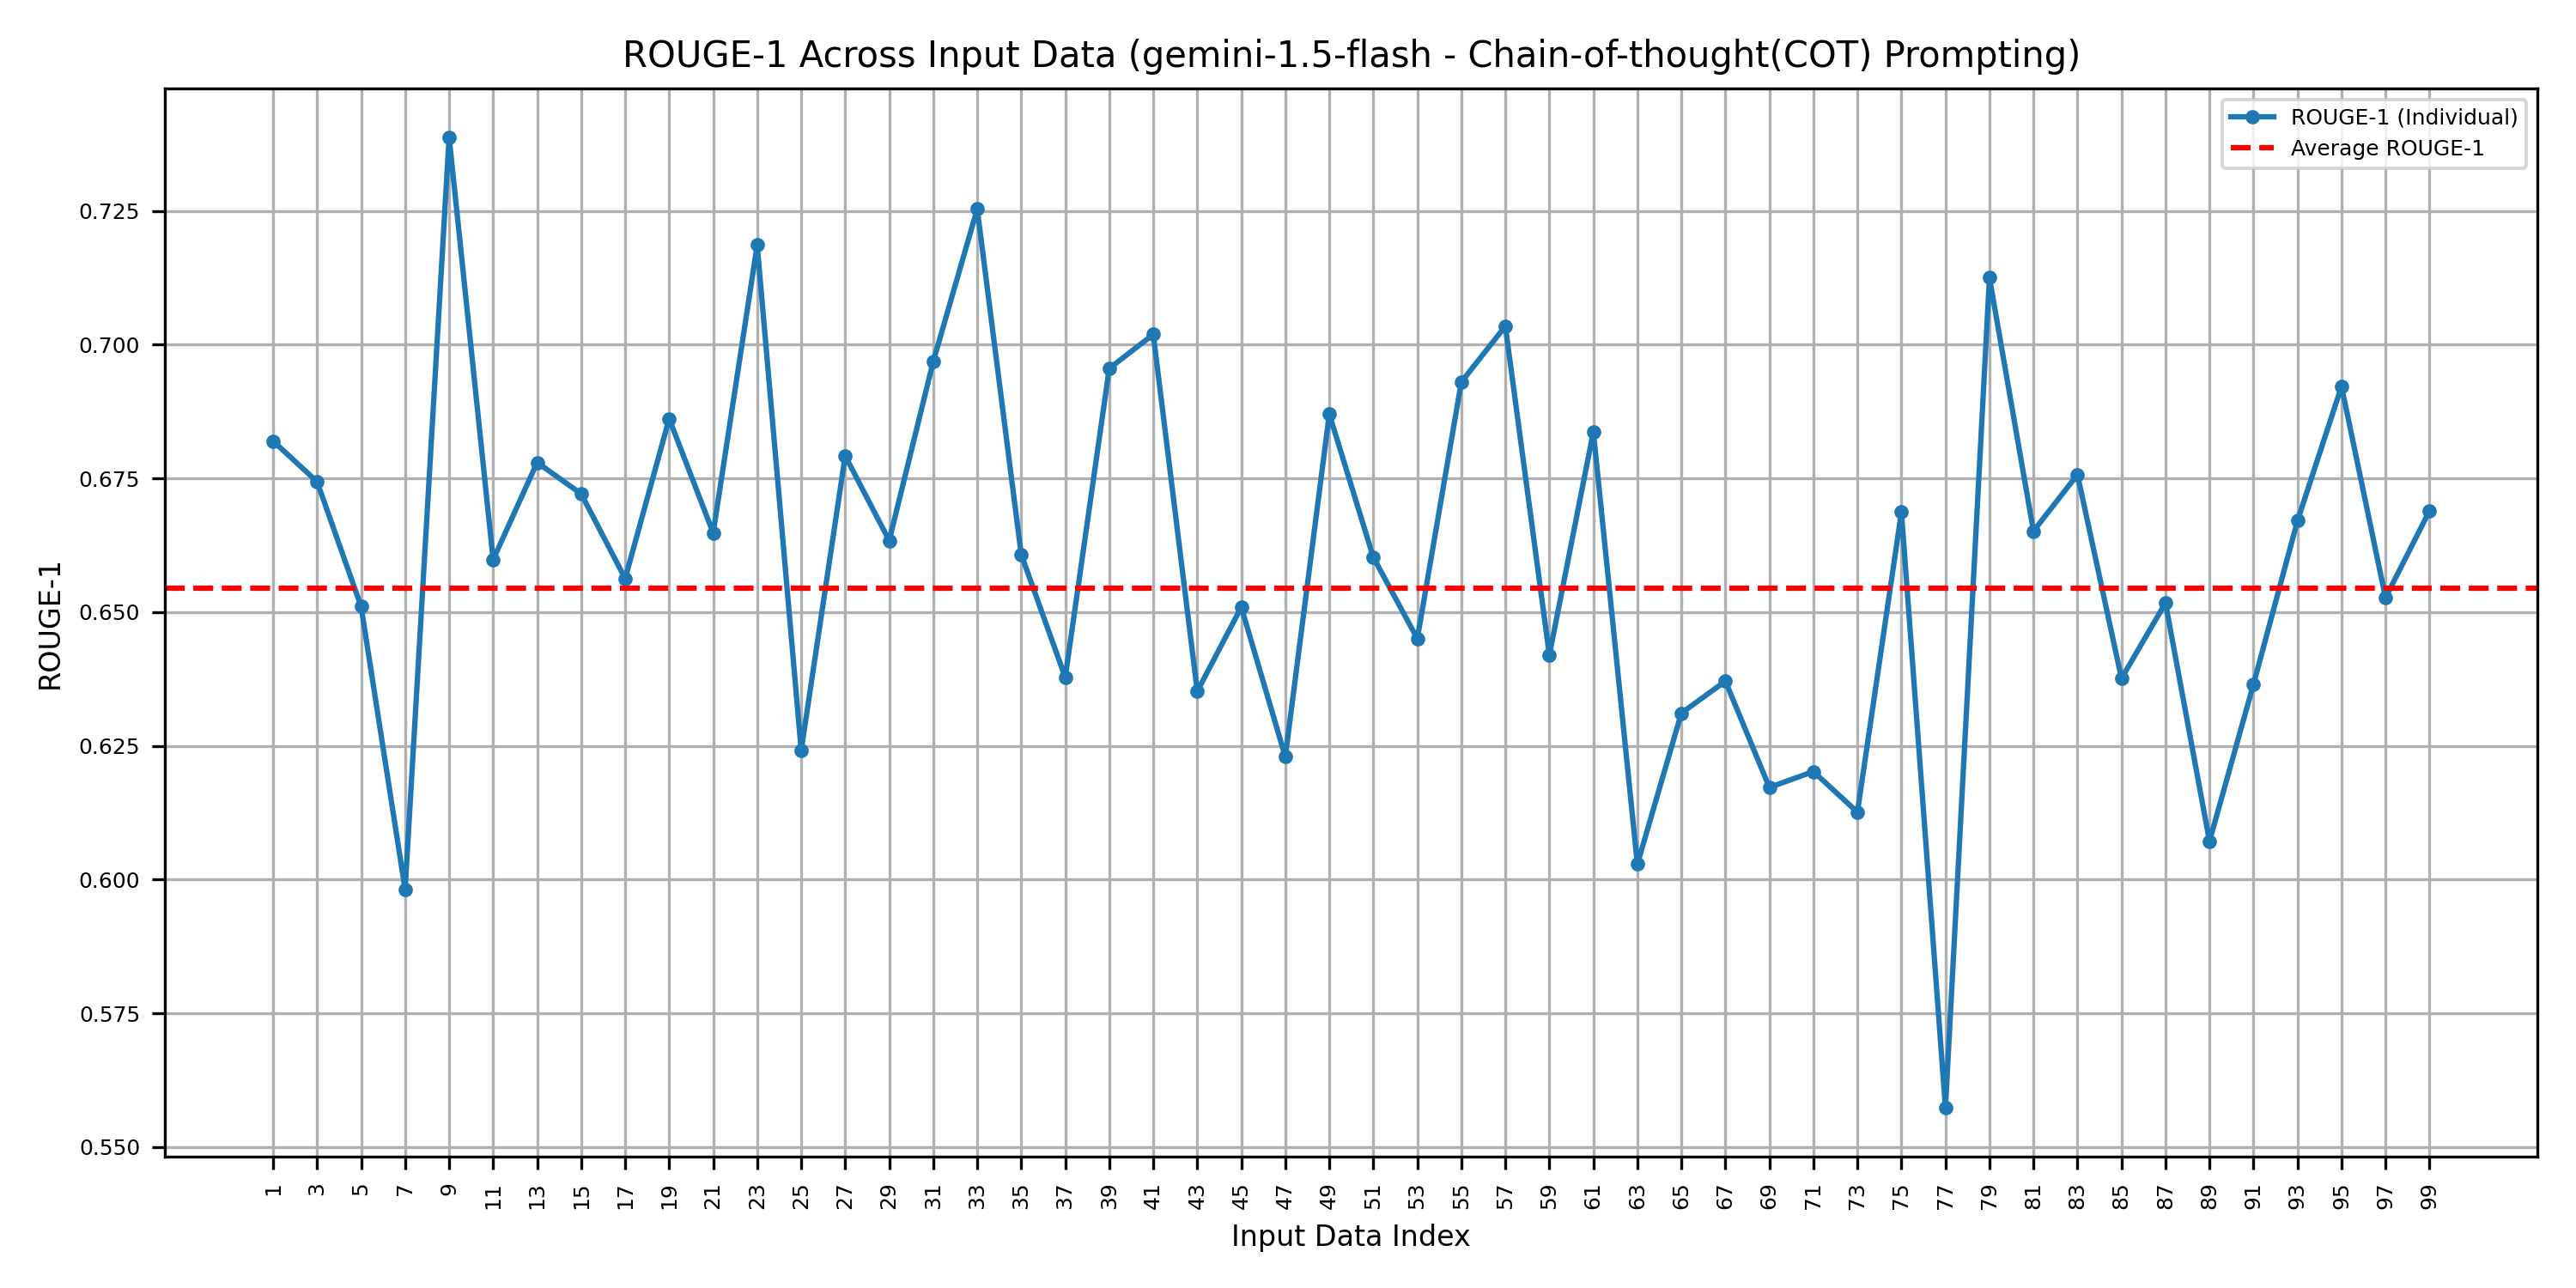 ROUGE-1 Across Input Data (gemini-1.5-flash - Chain-of-thought(COT) Prompting)
ROUGE-1 (Individual)
Average ROUGE-1
ROUGE-1
0.725
0.700
0.675
0.650
0.625
0.600
0.575
0.550
1 3 5 7 9 11 13 15 17 19 21 23 25 27 29 31 33 35 37 39 41 43 45 47 49 51 53 55 57 59 61 63 65 67 69 71 73 75 77 79 81 83 85 87 89 91 93 95 97 99
Input Data Index